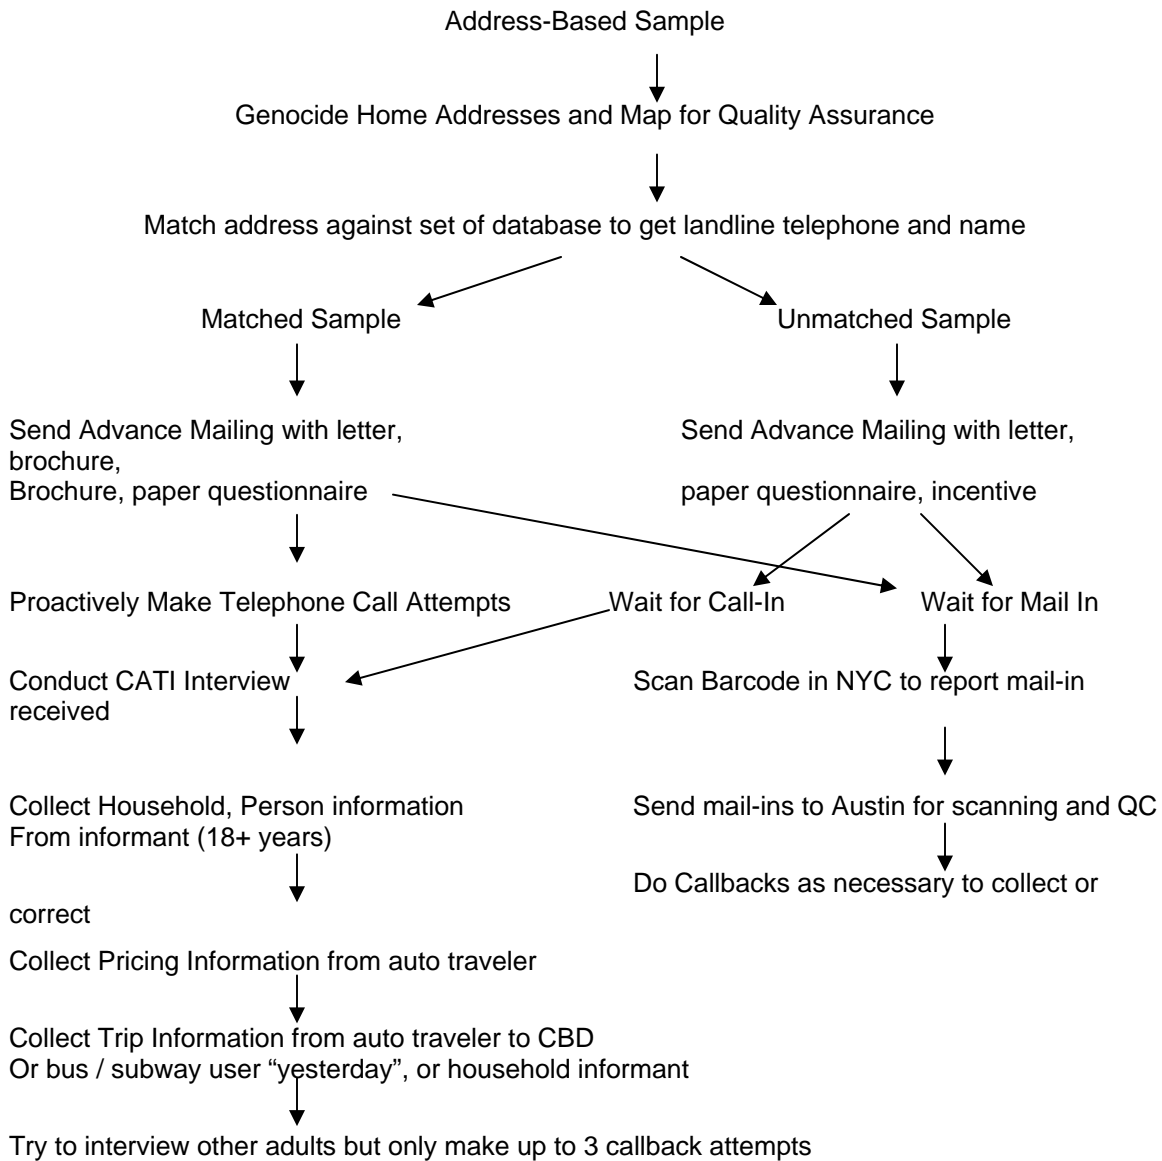 Address-Based Sample
Genocide Home Addresses and Map for Quality Assurance
Match address against set of database to get landline telephone and name
Matched Sample
Unmatched Sample
Send Advance Mailing with letter,
brochure,
Brochure, paper questionnaire
Send Advance Mailing with letter,
paper questionnaire, incentive
Proactively Make Telephone Call Attempts
Wait for Call-In
Wait for Mail In
Conduct CATI Interview
received
Scan Barcode in NYC to report mail-in
Collect Household, Person information
From informant (18+ years)
Send mail-ins to Austin for scanning and QC
Do Callbacks as necessary to collect or
correct
Collect Pricing Information from auto traveler
Collect Trip Information from auto traveler to CBD
Or bus / subway user “yesterday”, or household informant
Try to interview other adults but only make up to 3 callback attempts